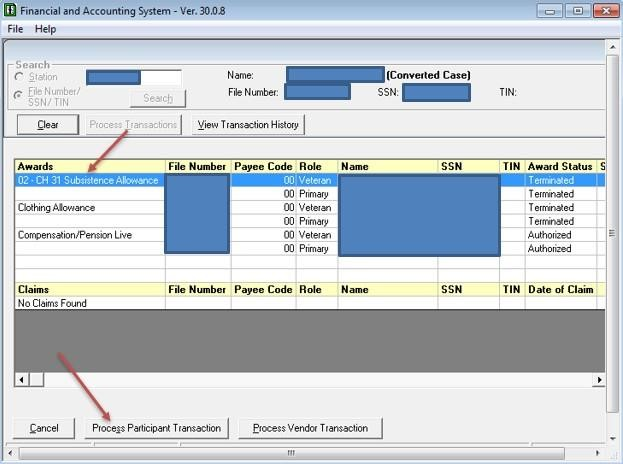 Financial and Accounting System - Ver. 30.0.8
File Help
Search
Station
File Number/
SSN/ TIN
Search
Name: (Converted Case)
File Number: SSN: TIN:
Clear Process Transactions View Transaction History
Awards File Number Payee Code Role Name SSN TIN Award Status S
02 - CH 31 Subsistence Allowance 00 Veteran Terminated
00 Primary Terminated
Clothing Allowance 00 Veteran Terminated
00 Primary Terminated
Compensation/Pension Live 00 Veteran Authorized
00 Primary Authorized
Claims File Number Payee Code Role Name SSN TIN Date of Claim
No Claims Found
Cancel Process Participant Transaction Process Vendor Transaction